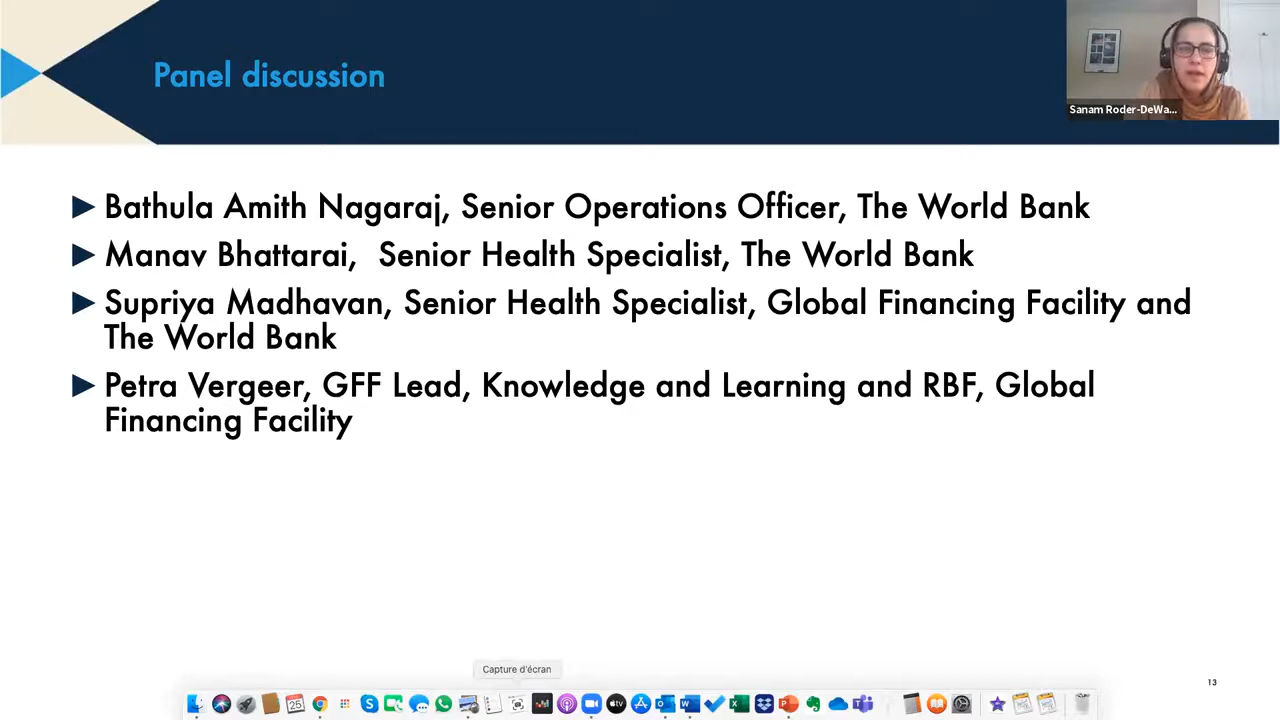 Panel discussion
Sanam Roder-DeWa...
Bathula Amith Nagaraj, Senior Operations Officer, The World Bank
Manav Bhattarai, Senior Health Specialist, The World Bank
Supriya Madhavan, Senior Health Specialist, Global Financing Facility and
The World Bank
Petra Vergeer, GFF Lead, Knowledge and Learning and RBF, Global
Financing Facility
Capture d'écran
13
25